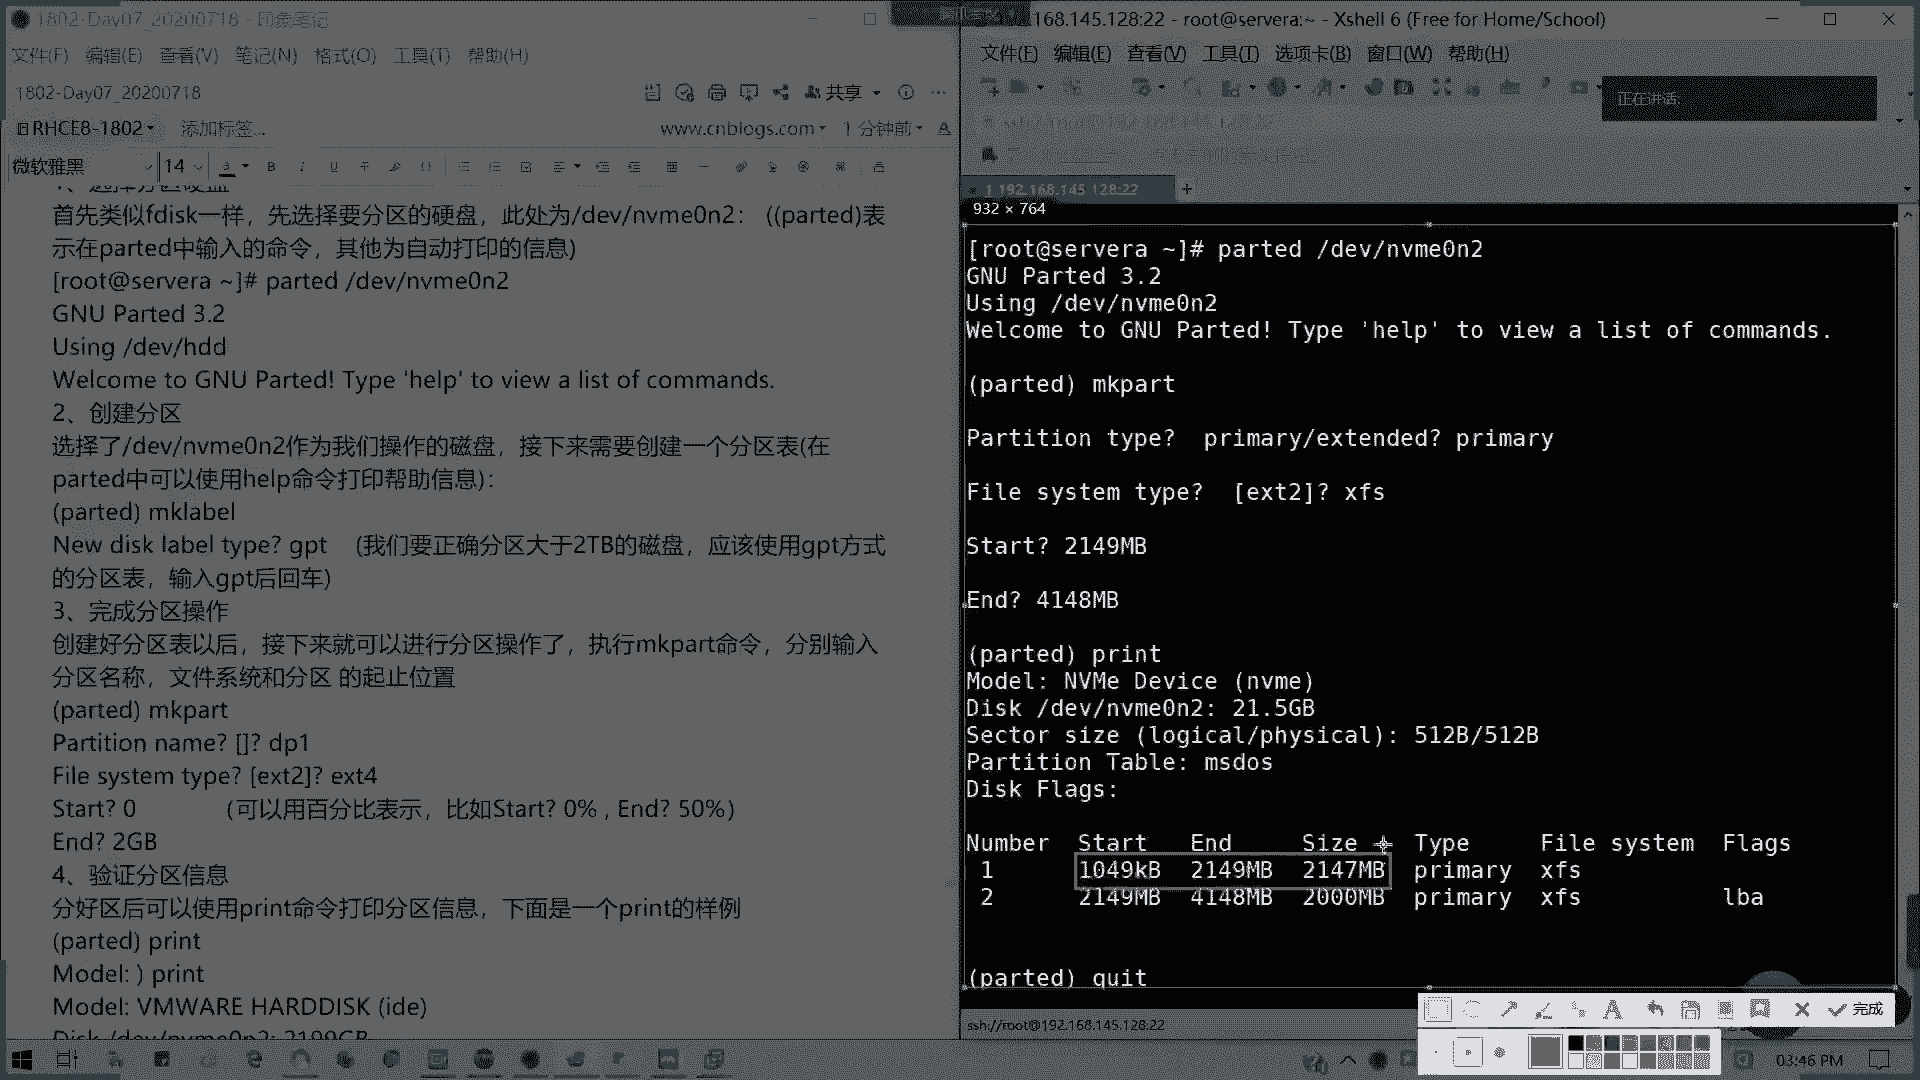 1802-Day07_20200718 - 印象笔记
文件(F) 编辑(E) 查看(V) 笔记(N) 格式(O) 工具(T) 帮助(H)
1802-Day07_20200718
共享
RHCE8-1802
添加标签...
www.cnblogs.com
1 分钟前
微软雅黑
14
1、选择分区硬盘
首先类似fdisk一样，先选择要分区的硬盘，此处为/dev/nvme0n2： ((parted)表
示在parted中输入的命令，其他为自动打印的信息)
[root@servera ~]# parted /dev/nvme0n2
GNU Parted 3.2
Using /dev/hdd
Welcome to GNU Parted! Type 'help' to view a list of commands.
2、创建分区
选择了/dev/nvme0n2作为我们操作的磁盘，接下来需要创建一个分区表(在
parted中可以使用help命令打印帮助信息)：
(parted) mklabel
New disk label type? gpt (我们要正确分区大于2TB的磁盘，应该使用gpt方式
的分区表，输入gpt后回车)
3、完成分区操作
创建好分区表以后，接下来就可以进行分区操作了，执行mkpart命令，分别输入
分区名称，文件系统和分区 的起止位置
(parted) mkpart
Partition name? []? dp1
File system type? [ext2]? ext4
Start? 0 （可以用百分比表示，比如Start? 0% , End? 50%）
End? 2GB
4、验证分区信息
分好区后可以使用print命令打印分区信息，下面是一个print的样例
(parted) print
Model: ) print
Model: VMWARE HARDDISK (ide)
Disk /dev/nvme0n2: 2199GB
168.145.128:22 - root@servera:~ - Xshell 6 (Free for Home/School)
文件(F) 编辑(E) 查看(V) 工具(T) 选项卡(B) 窗口(W) 帮助(H)
正在讲话:
1 192.168.145.128:22
932 × 764
[root@servera ~]# parted /dev/nvme0n2
GNU Parted 3.2
Using /dev/nvme0n2
Welcome to GNU Parted! Type 'help' to view a list of commands.
(parted) mkpart
Partition type?  primary/extended? primary
File system type?  [ext2]? xfs
Start? 2149MB
End? 4148MB
(parted) print
Model: NVMe Device (nvme)
Disk /dev/nvme0n2: 21.5GB
Sector size (logical/physical): 512B/512B
Partition Table: msdos
Disk Flags:
Number  Start   End     Size    Type     File system  Flags
1       1049kB  2149MB  2147MB  primary  xfs
2       2149MB  4148MB  2000MB  primary  xfs          lba
(parted) quit
ssh://root@192.168.145.128:22
完成
03:46 PM